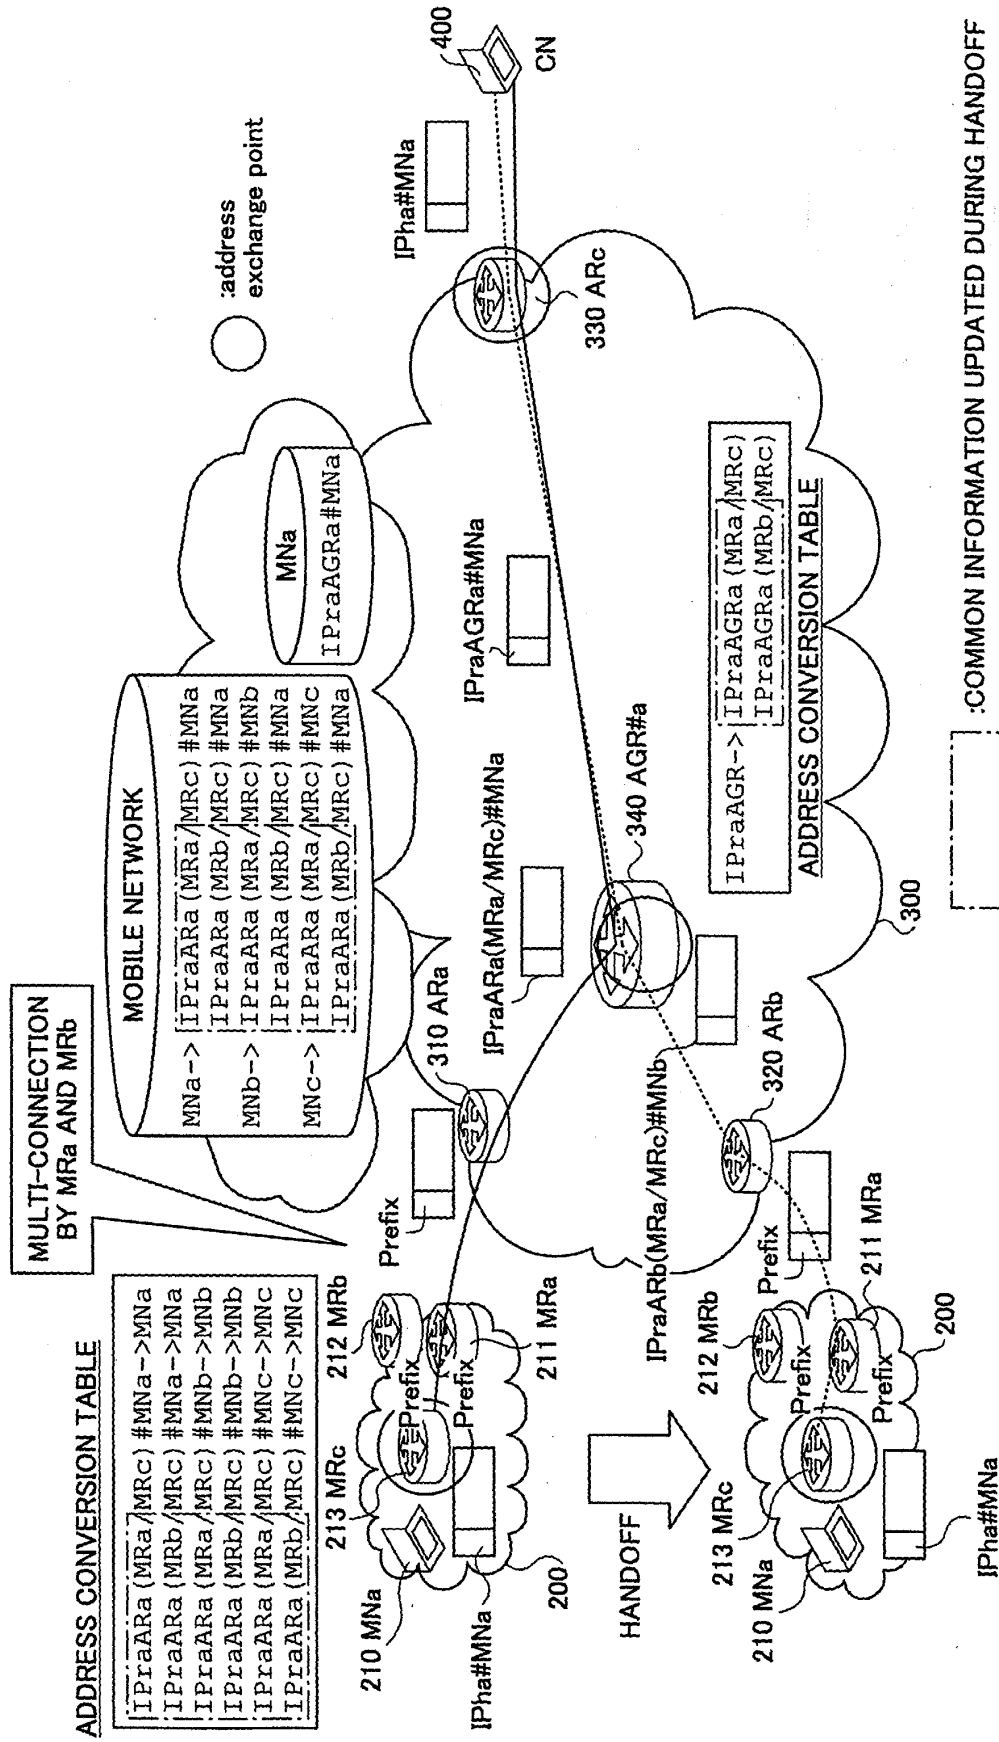 ADDRESS CONVERSION TABLE
IPraARa(MRa/MRc)#MNa->MNa
IPraARa(MRb/MRc)#MNa->MNa
IPraARa(MRa/MRc)#MNb->MNb
IPraARa(MRb/MRc)#MNb->MNb
IPraARa(MRa/MRc)#MNc->MNc
IPraARa(MRb/MRc)#MNc->MNc
MULTI-CONNECTION
BY MRa AND MRb
MOBILE NETWORK
MNa-> IPraARa(MRa/MRc)#MNa
IPraARa(MRb/MRc)#MNa
MNb-> IPraARa(MRa/MRc)#MNb
IPraARa(MRb/MRc)#MNa
MNc-> IPraARa(MRa/MRc)#MNc
IPraARa(MRb/MRc)#MNa
MNa
IPraAGRa#MNa
:address
exchange point
400
CN
IPha#MNa
330 ARc
IPraAGRa#MNa
IPraARa(MRa/MRc)#MNa
340 AGR#a
310 ARa
Prefix
212 MRb
213 MRc
Prefix
Prefix
211 MRa
210 MNa
IPha#MNa
200
HANDOFF
IPraARb(MRa/MRc)#MNb
320 ARb
Prefix
211 MRa
212 MRb
213 MRc
Prefix
Prefix
200
210 MNa
IPha#MNa
IPraAGR-> IPraAGRa(MRa/MRc)
IPraAGRa(MRb/MRc)
ADDRESS CONVERSION TABLE
300
:COMMON INFORMATION UPDATED DURING HANDOFF